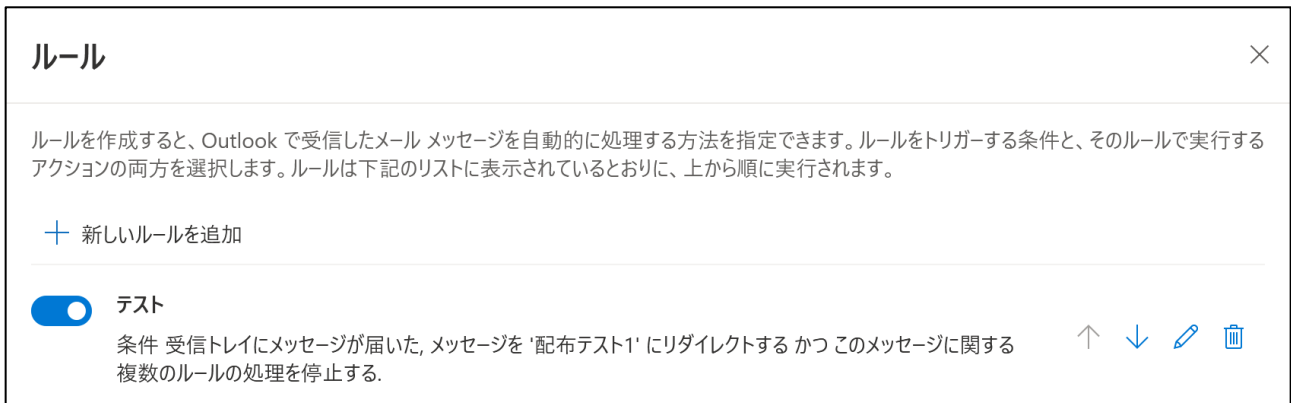 ルール
ルールを作成すると、Outlook で受信したメール メッセージを自動的に処理する方法を指定できます。ルールをトリガーする条件と、そのルールで実行する
アクションの両方を選択します。ルールは下記のリストに表示されているとおりに、上から順に実行されます。
新しいルールを追加
テスト
条件 受信トレイにメッセージが届いた, メッセージを '配布テスト1' にリダイレクトする かつ このメッセージに関する
複数のルールの処理を停止する.